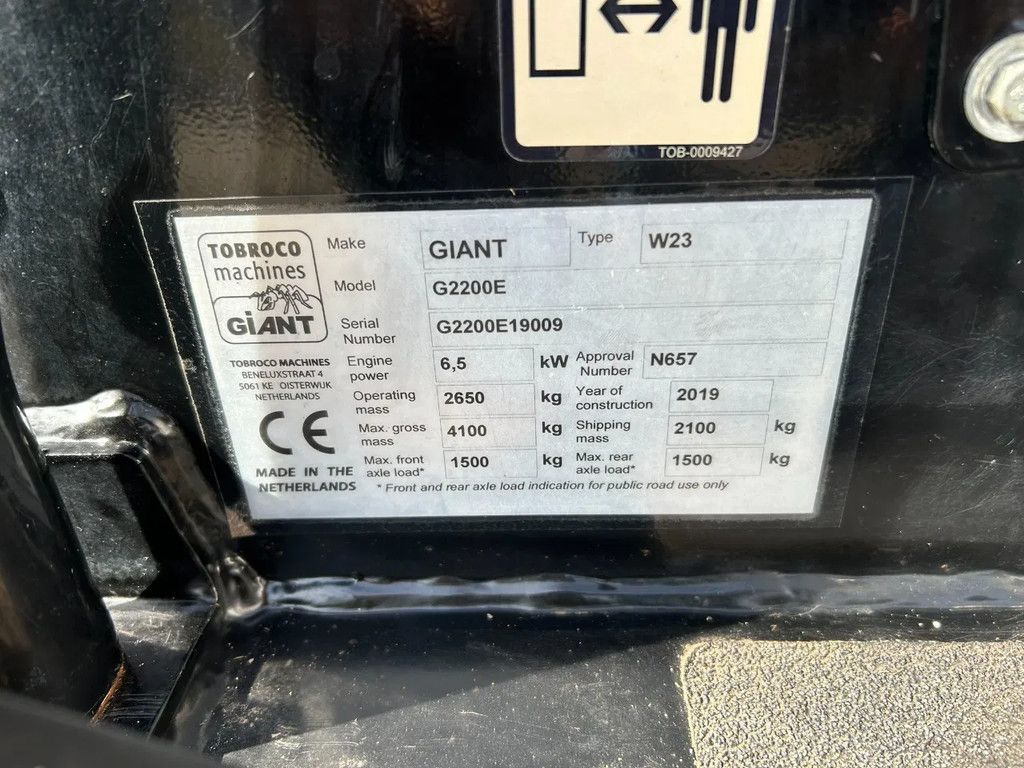 TOB-0009427
TOBROCO
machines
GiANT
TOBROCO MACHINES
BENELUXSTRAAT 4
5061 KE OISTERWIJK
NETHERLANDS
CE
MADE IN THE
NETHERLANDS
Make GIANT Type W23
Model G2200E
Serial
Number G2200E19009
Engine
power 6,5 kW Approval
Number N657
Operating
mass 2650 kg Year of
construction 2019
Max. gross
mass 4100 kg Shipping
mass 2100 kg
Max. front
axle load* 1500 kg Max. rear
axle load* 1500 kg
* Front and rear axle load indication for public road use only